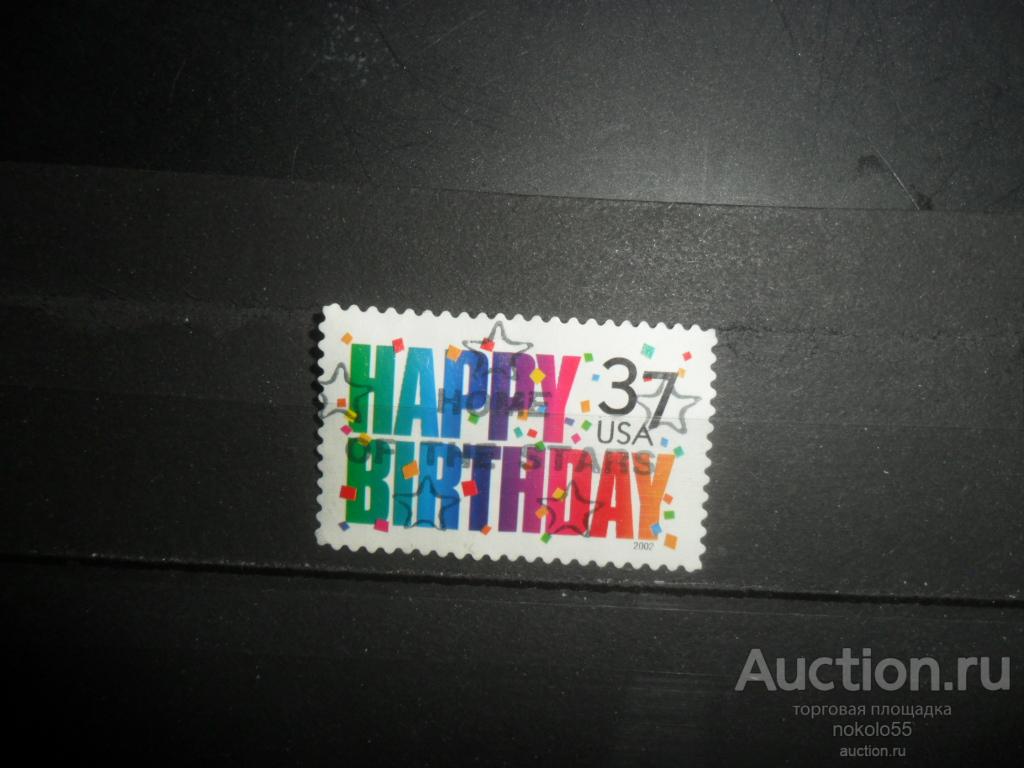 HAPPY
37
USA
HOME
OF THE STARS
BIRTHDAY
2002
Auction.ru
торговая площадка
nokolo55
auction.ru